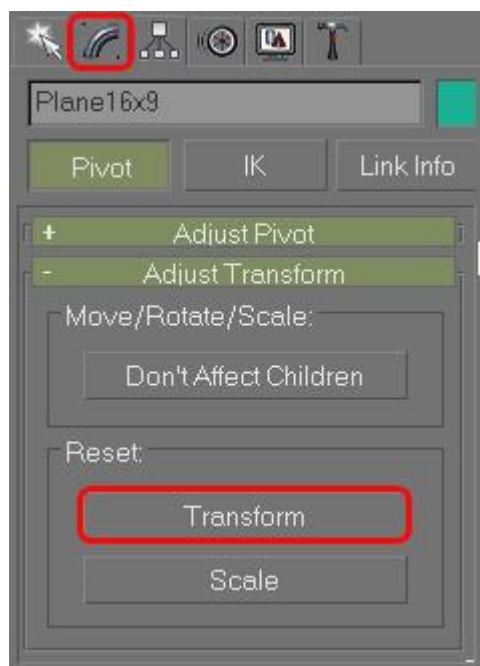 Plane16x9
Pivot IK Link Info
+ Adjust Pivot
- Adjust Transform
Move/Rotate/Scale:
Don't Affect Children
Reset:
Transform
Scale